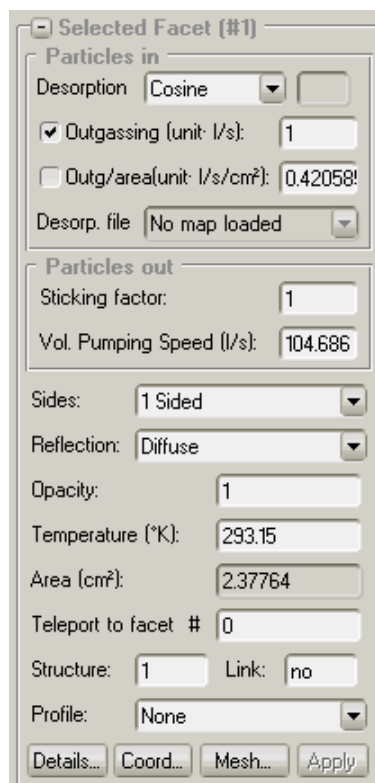 Selected Facet (#1)
Particles in
Desorption Cosine
Outgassing (unit· l/s): 1
Outg/area(unit· l/s/cm²): 0.42058
Desorp. file No map loaded
Particles out
Sticking factor: 1
Vol. Pumping Speed (l/s): 104.686
Sides: 1 Sided
Reflection: Diffuse
Opacity: 1
Temperature (°K): 293.15
Area (cm²): 2.37764
Teleport to facet # 0
Structure: 1 Link: no
Profile: None
Details... Coord... Mesh... Apply